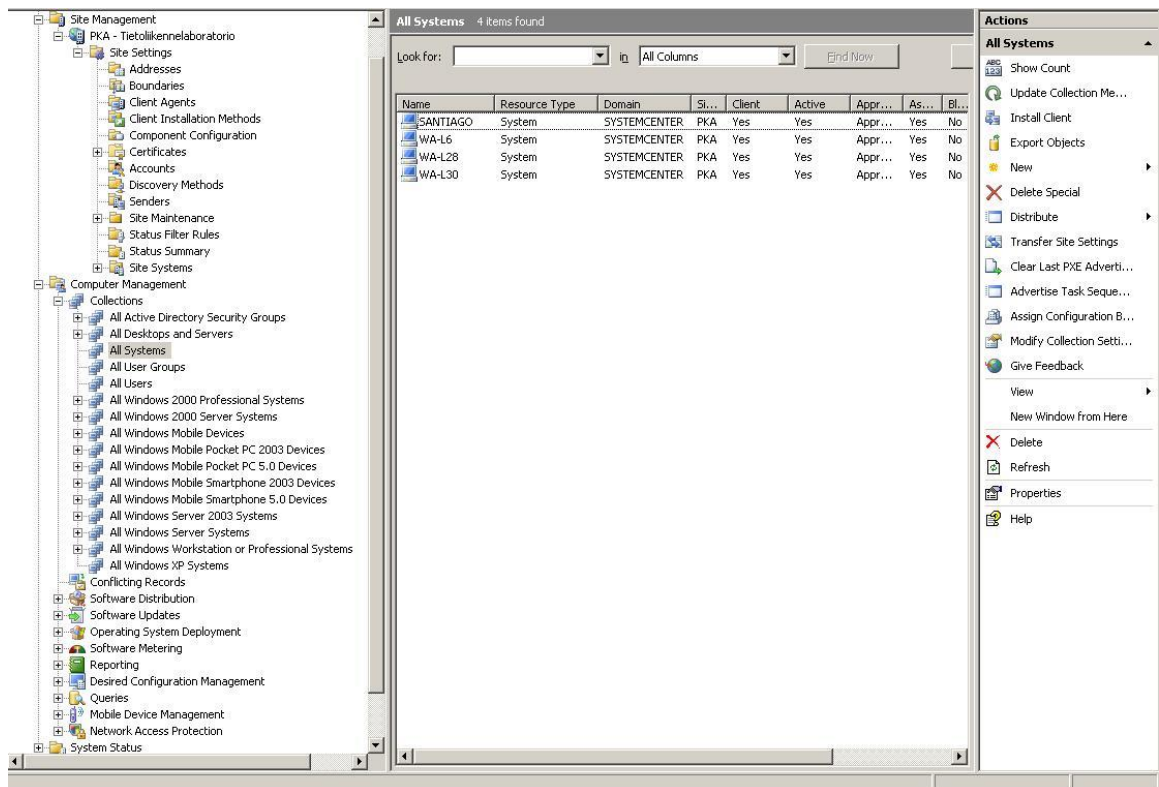 Site Management
PKA - Tietoliikennelaboratorio
Site Settings
Addresses
Boundaries
Client Agents
Client Installation Methods
Component Configuration
Certificates
Accounts
Discovery Methods
Senders
Site Maintenance
Status Filter Rules
Status Summary
Site Systems
Computer Management
Collections
All Active Directory Security Groups
All Desktops and Servers
All Systems
All User Groups
All Users
All Windows 2000 Professional Systems
All Windows 2000 Server Systems
All Windows Mobile Devices
All Windows Mobile Pocket PC 2003 Devices
All Windows Mobile Pocket PC 5.0 Devices
All Windows Mobile Smartphone 2003 Devices
All Windows Mobile Smartphone 5.0 Devices
All Windows Server 2003 Systems
All Windows Server Systems
All Windows Workstation or Professional Systems
All Windows XP Systems
Conflicting Records
Software Distribution
Software Updates
Operating System Deployment
Software Metering
Reporting
Desired Configuration Management
Queries
Mobile Device Management
Network Access Protection
System Status
All Systems 4 items found
Look for: in All Columns Find Now
Name Resource Type Domain Si... Client Active Appr... As... Bl...
SANTIAGO System SYSTEMCENTER PKA Yes Yes Appr... Yes No
WA-L6 System SYSTEMCENTER PKA Yes Yes Appr... Yes No
WA-L28 System SYSTEMCENTER PKA Yes Yes Appr... Yes No
WA-L30 System SYSTEMCENTER PKA Yes Yes Appr... Yes No
Actions
All Systems
ABC 123 Show Count
Update Collection Me...
Install Client
Export Objects
New
Delete Special
Distribute
Transfer Site Settings
Clear Last PXE Adverti...
Advertise Task Seque...
Assign Configuration B...
Modify Collection Setti...
Give Feedback
View
New Window from Here
Delete
Refresh
Properties
Help